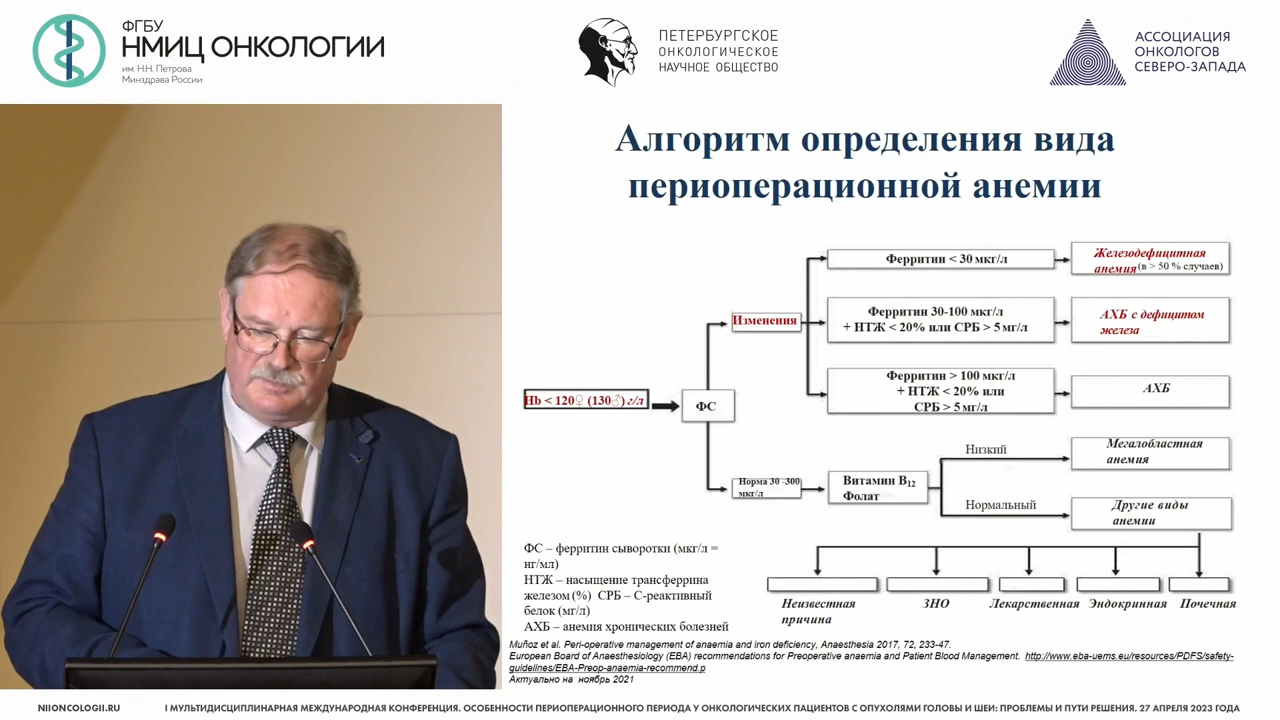 ФГБУ
НМИЦ ОНКОЛОГИИ
им. Н.Н. Петрова
Минздрава России
ПЕТЕРБУРГСКОЕ
ОНКОЛОГИЧЕСКОЕ
НАУЧНОЕ ОБЩЕСТВО
АССОЦИАЦИЯ
ОНКОЛОГОВ
СЕВЕРО-ЗАПАДА
Алгоритм определения вида
периоперационной анемии
Hb < 120♀ (130♂) г/л
ФС
Изменения
Ферритин < 30 мкг/л
Железодефицитная
анемия (в > 50 % случаев)
Ферритин 30-100 мкг/л
+ НТЖ < 20% или СРБ > 5 мг/л
АХБ с дефицитом
железа
Ферритин > 100 мкг/л
+ НТЖ < 20% или
СРБ > 5 мг/л
АХБ
Норма 30 -300
мкг/л
Витамин B12
Фолат
Низкий
Мегалобластная
анемия
Нормальный
Другие виды
анемии
Неизвестная
причина
ЗНО
Лекарственная
Эндокринная
Почечная
ФС – ферритин сыворотки (мкг/л =
нг/мл)
НТЖ – насыщение трансферрина
железом (%) СРБ – С-реактивный
белок (мг/л)
АХБ – анемия хронических болезней
Muñoz et al. Peri-operative management of anaemia and iron deficiency, Anaesthesia 2017, 72, 233-47.
European Board of Anaesthesiology (EBA) recommendations for Preoperative anaemia and Patient Blood Management. http://www.eba-uems.eu/resources/PDFS/safety-
guidelines/EBA-Preop-anaemia-recommend.p
Актуально на ноябрь 2021
NIIONCOLOGII.RU
I МУЛЬТИДИСЦИПЛИНАРНАЯ МЕЖДУНАРОДНАЯ КОНФЕРЕНЦИЯ. ОСОБЕННОСТИ ПЕРИОПЕРАЦИОННОГО ПЕРИОДА У ОНКОЛОГИЧЕСКИХ ПАЦИЕНТОВ С ОПУХОЛЯМИ ГОЛОВЫ И ШЕИ: ПРОБЛЕМЫ И ПУТИ РЕШЕНИЯ. 27 АПРЕЛЯ 2023 ГОДА